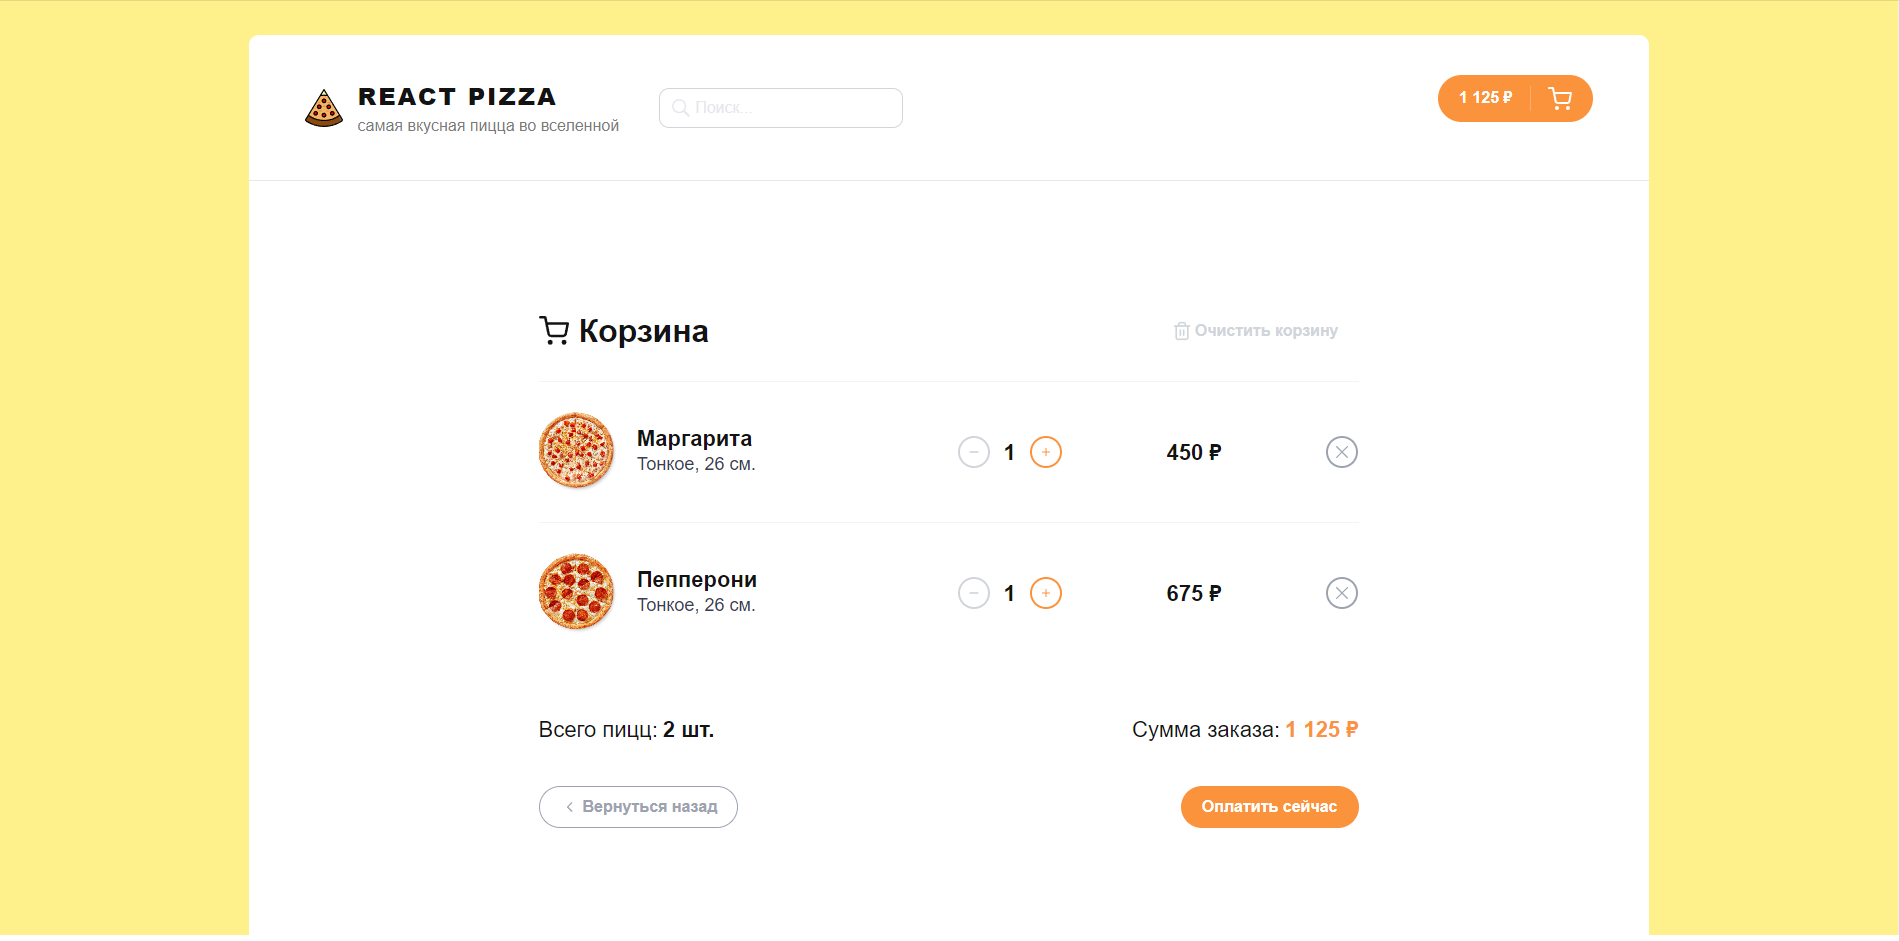 REACT PIZZA
самая вкусная пицца во вселенной
Поиск...
1 125 ₽
Корзина
Очистить корзину
Маргарита
Тонкое, 26 см.
1
450 ₽
Пепперони
Тонкое, 26 см.
1
675 ₽
Всего пицц: 2 шт.
Сумма заказа: 1 125 ₽
Вернуться назад
Оплатить сейчас